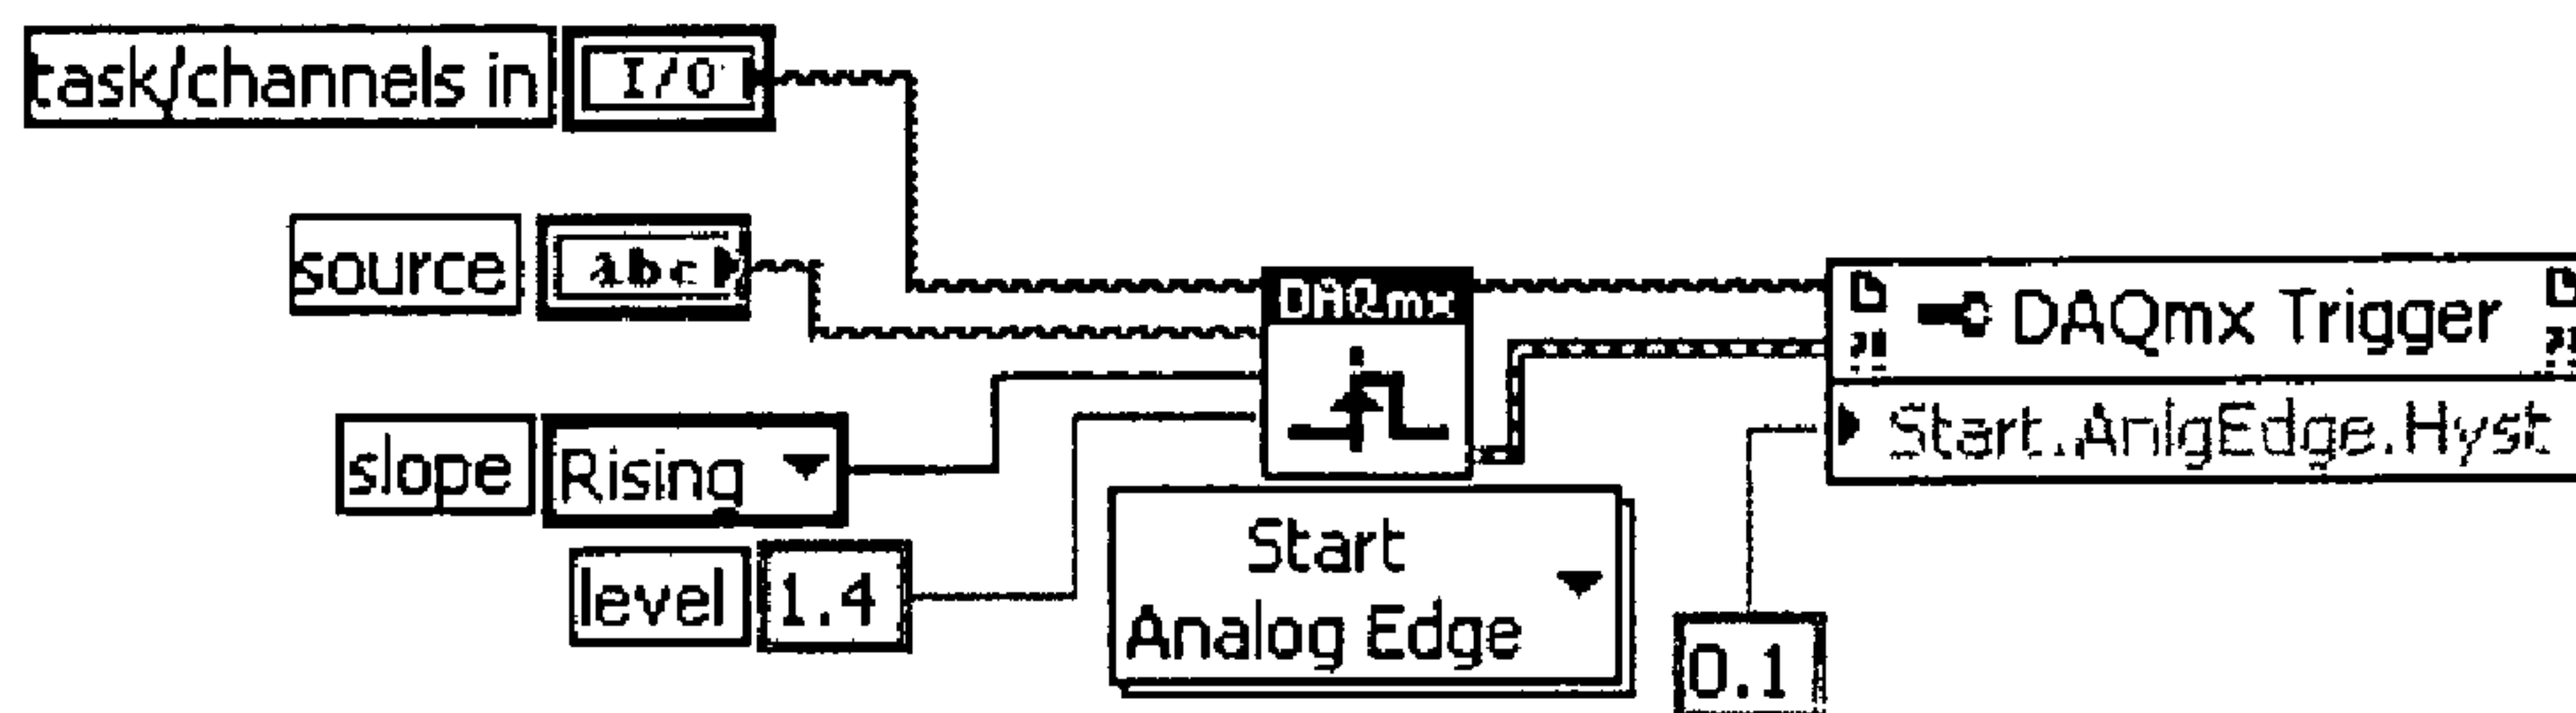 task/channels in
I/O
source
abc
DAQmx
DAQmx Trigger
Start.AnlgEdge.Hyst
slope
Rising
level
1.4
Start
Analog Edge
0.1